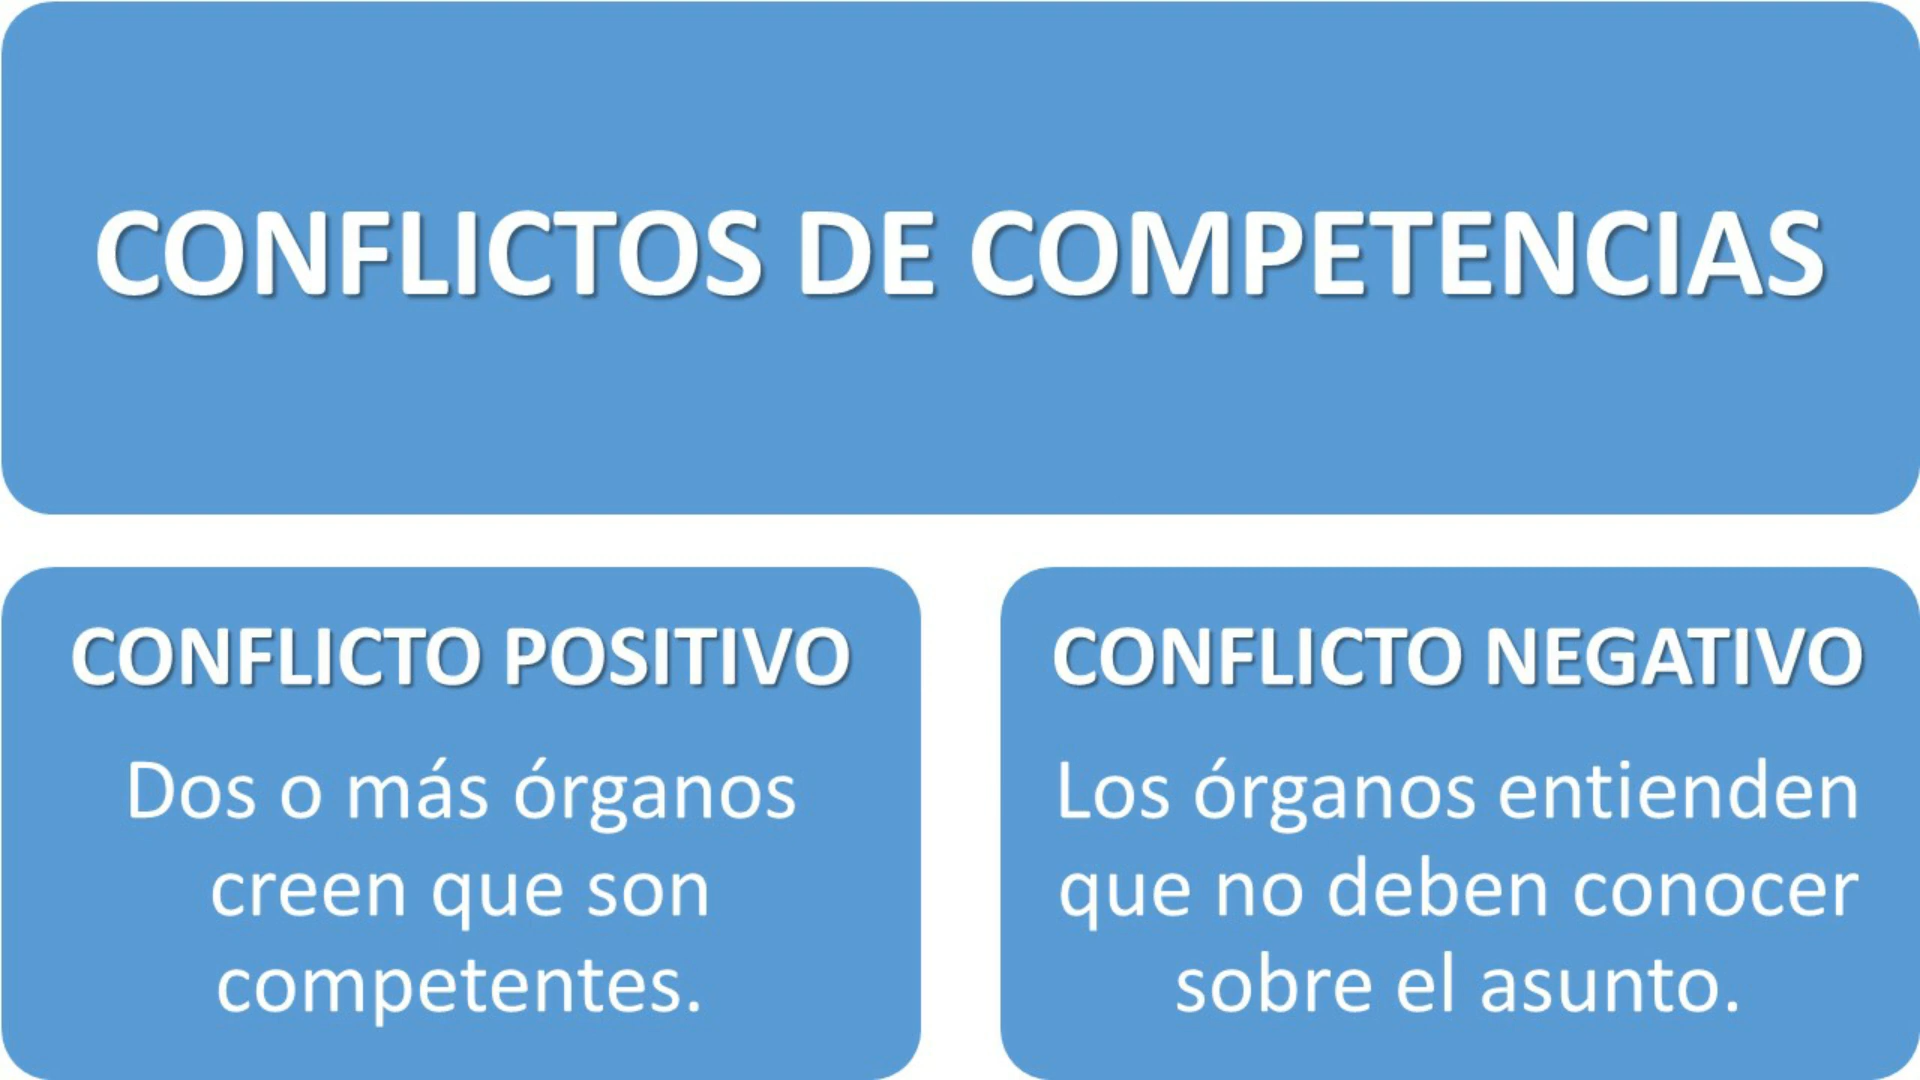 CONFLICTOS DE COMPETENCIAS
CONFLICTO POSITIVO
Dos o más órganos
creen que son
competentes.
CONFLICTO NEGATIVO
Los órganos entienden
que no deben conocer
sobre el asunto.